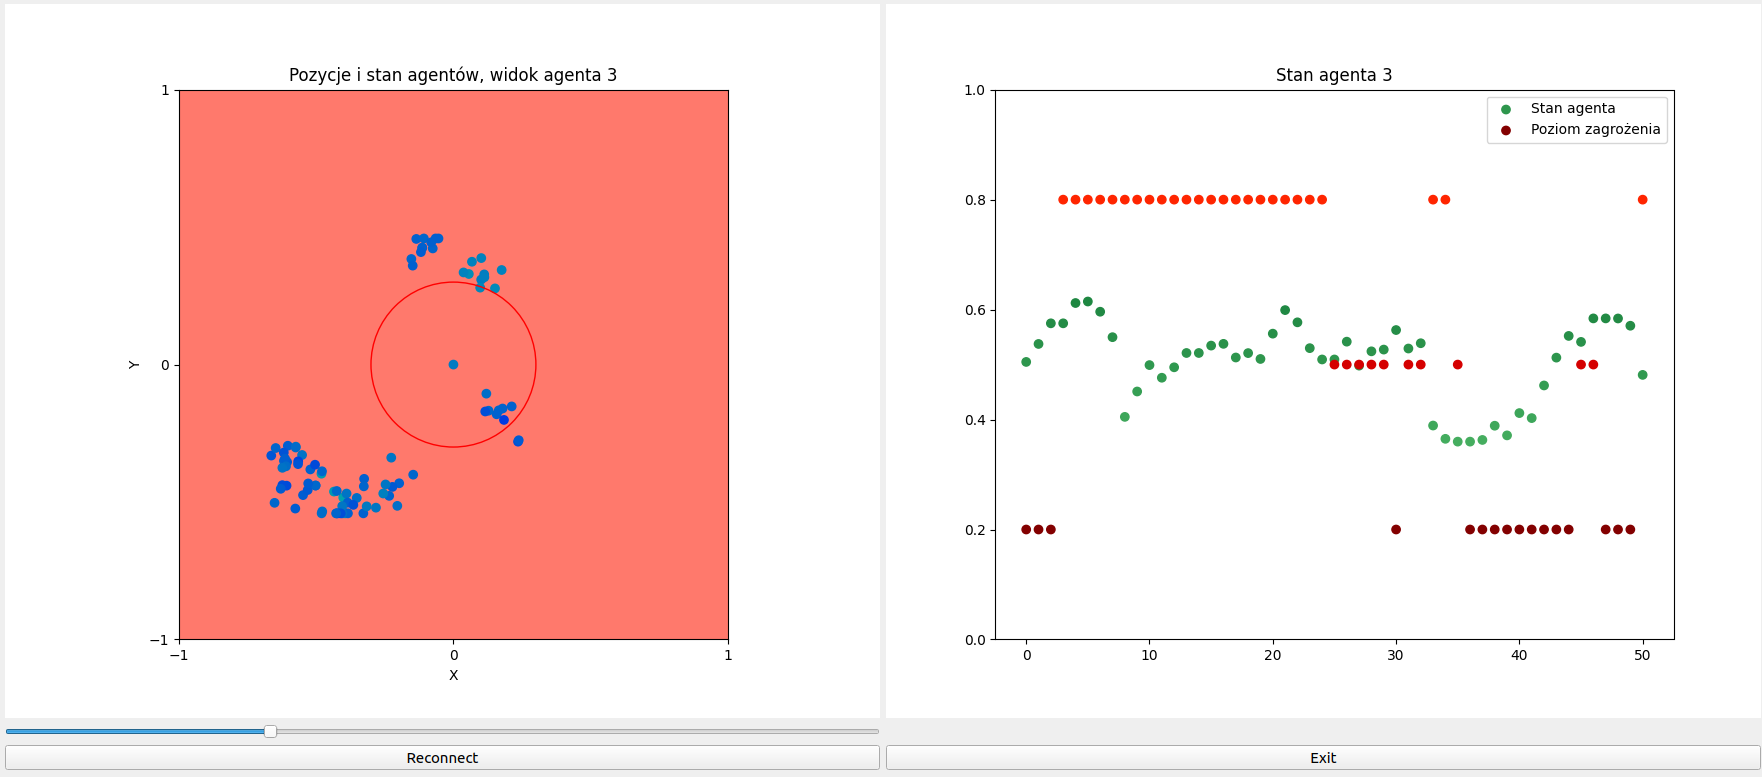 Pozycje i stan agentów, widok agenta 3
1
0
−1
Y
−1
0
1
X
Stan agenta 3
Stan agenta
Poziom zagrożenia
1.0
0.8
0.6
0.4
0.2
0.0
0
10
20
30
40
50
Reconnect
Exit